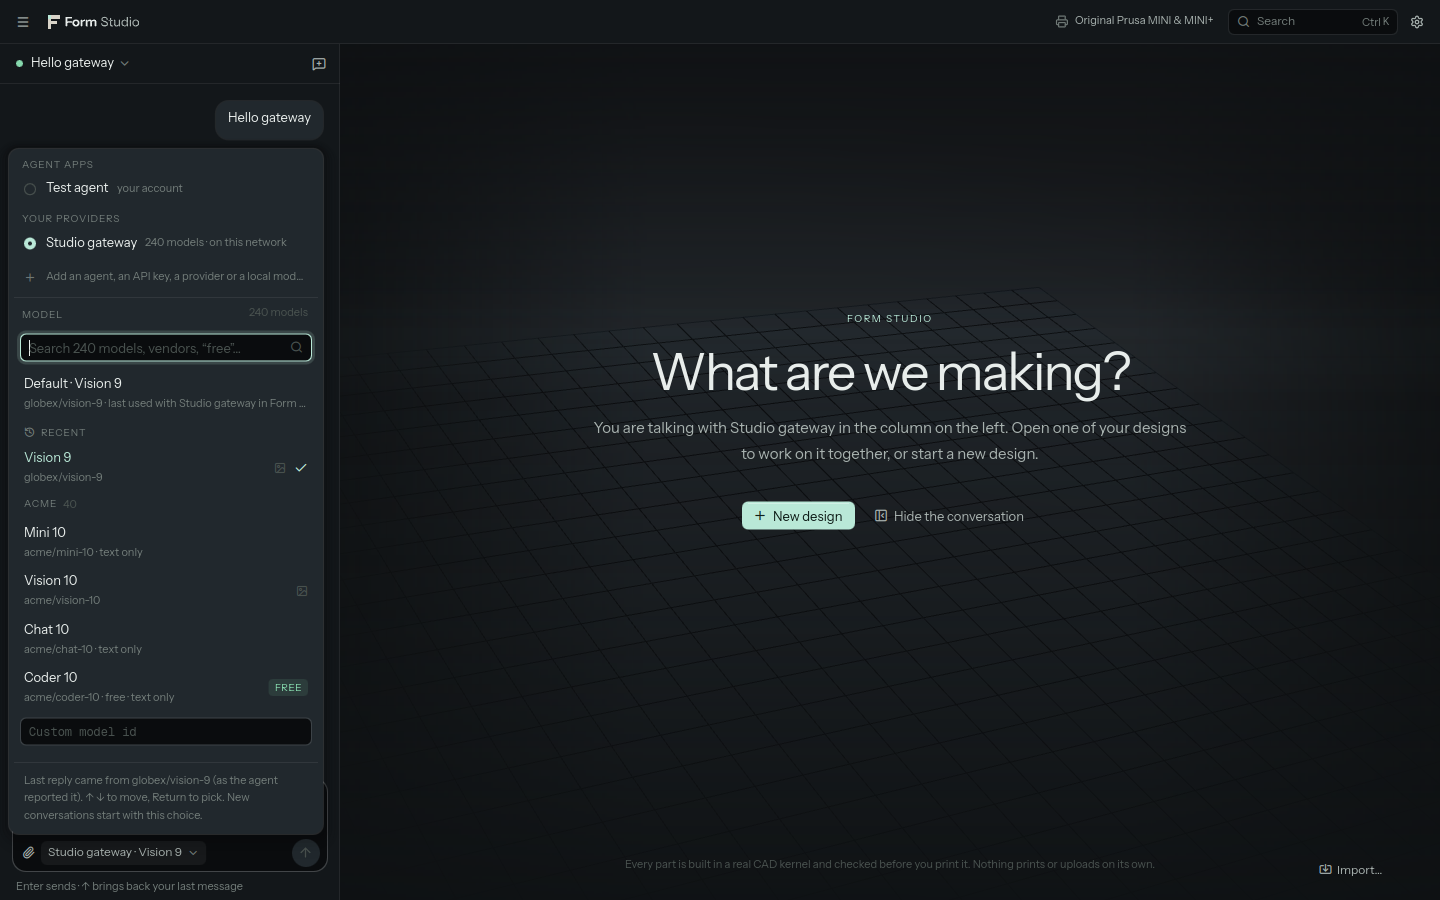 Form Studio
Original Prusa MINI & MINI+
Search
Ctrl K
Hello gateway
Hello gateway
AGENT APPS
Test agent your account
YOUR PROVIDERS
Studio gateway 240 models · on this network
Add an agent, an API key, a provider or a local mod...
MODEL 240 models
Search 240 models, vendors, “free”...
Default · Vision 9
globex/vision-9 · last used with Studio gateway in Form ...
RECENT
Vision 9
globex/vision-9
ACME 40
Mini 10
acme/mini-10 · text only
Vision 10
acme/vision-10
Chat 10
acme/chat-10 · text only
Coder 10
acme/coder-10 · free · text only
FREE
Custom model id
Last reply came from globex/vision-9 (as the agent
reported it). ↑ ↓ to move, Return to pick. New
conversations start with this choice.
Studio gateway · Vision 9
Enter sends · ↑ brings back your last message
FORM STUDIO
What are we making?
You are talking with Studio gateway in the column on the left. Open one of your designs
to work on it together, or start a new design.
New design
Hide the conversation
Every part is built in a real CAD kernel and checked before you print it. Nothing prints or uploads on its own.
Import...